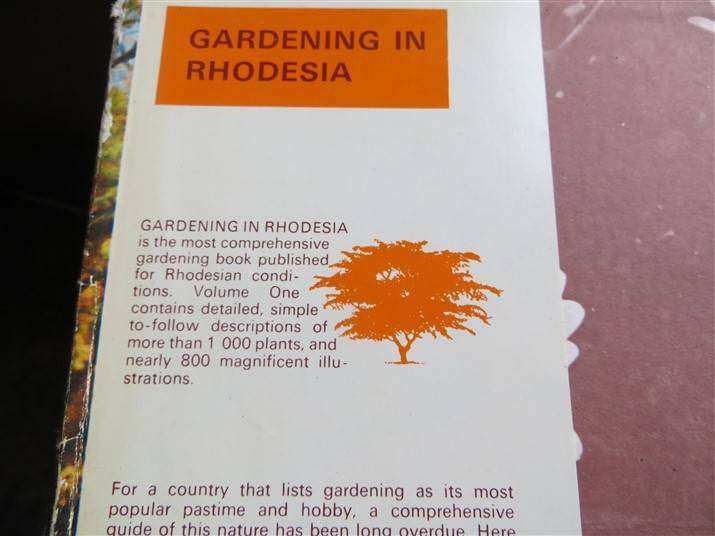 GARDENING IN
RHODESIA
GARDENING IN RHODESIA
is the most comprehensive
gardening book published
for Rhodesian condi-
tions. Volume One
contains detailed, simple
to-follow descriptions of
more than 1 000 plants, and
nearly 800 magnificent illu-
strations.
For a country that lists gardening as its most
popular pastime and hobby, a comprehensive
guide of this nature has been long overdue. Here